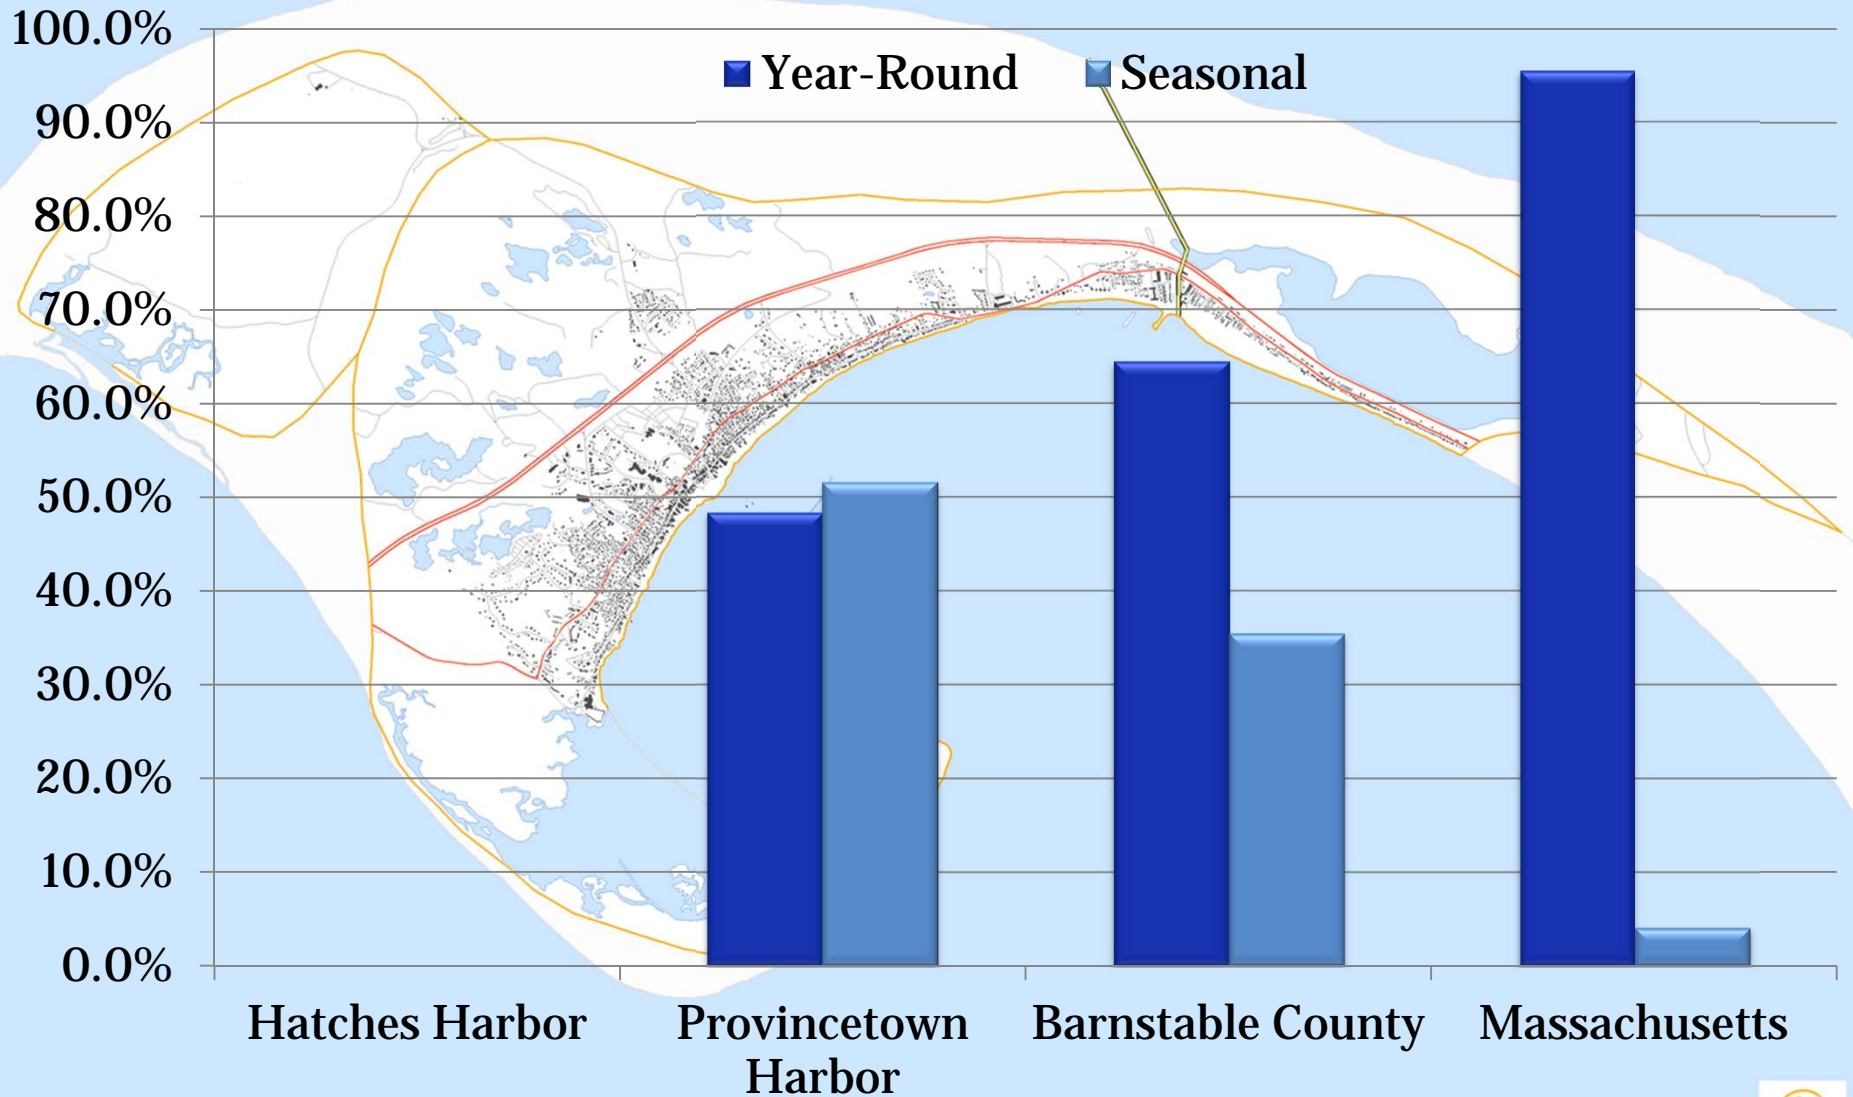 100.0%
Year-Round
Seasonal
90.0%
80.0%
70.0%
60.0%
50.0%
40.0%
30.0%
20.0%
10.0%
0.0%
Hatches Harbor
Provincetown
Harbor
Barnstable County
Massachusetts